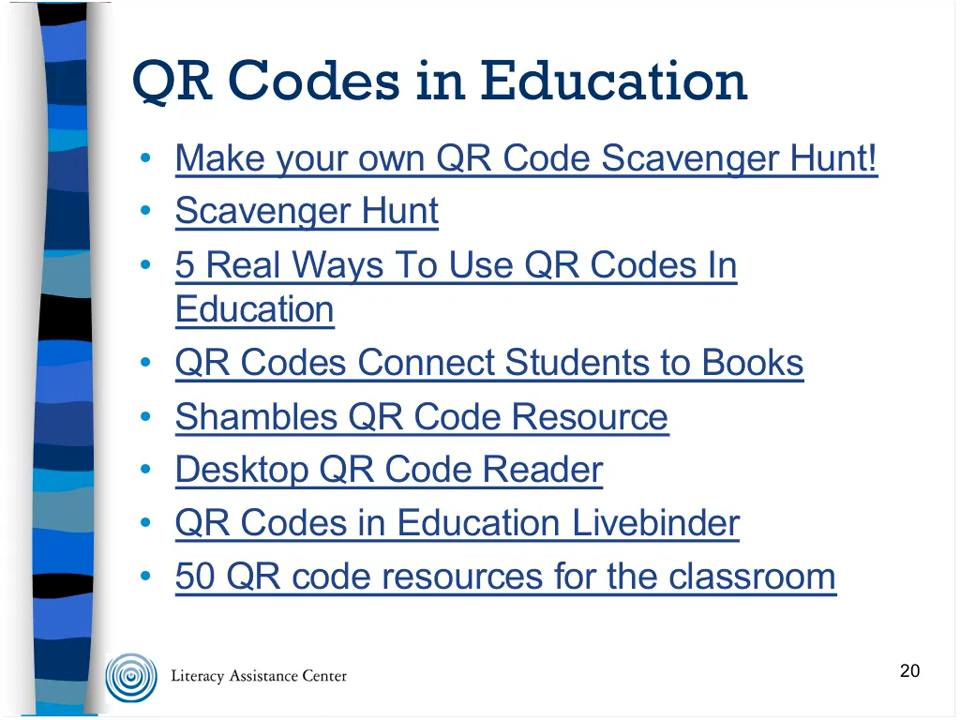 QR Codes in Education
• Make your own QR Code Scavenger Hunt!
• Scavenger Hunt
• 5 Real Ways To Use QR Codes In
Education
• QR Codes Connect Students to Books
• Shambles QR Code Resource
• Desktop QR Code Reader
• QR Codes in Education Livebinder
• 50 QR code resources for the classroom
Literacy Assistance Center
20